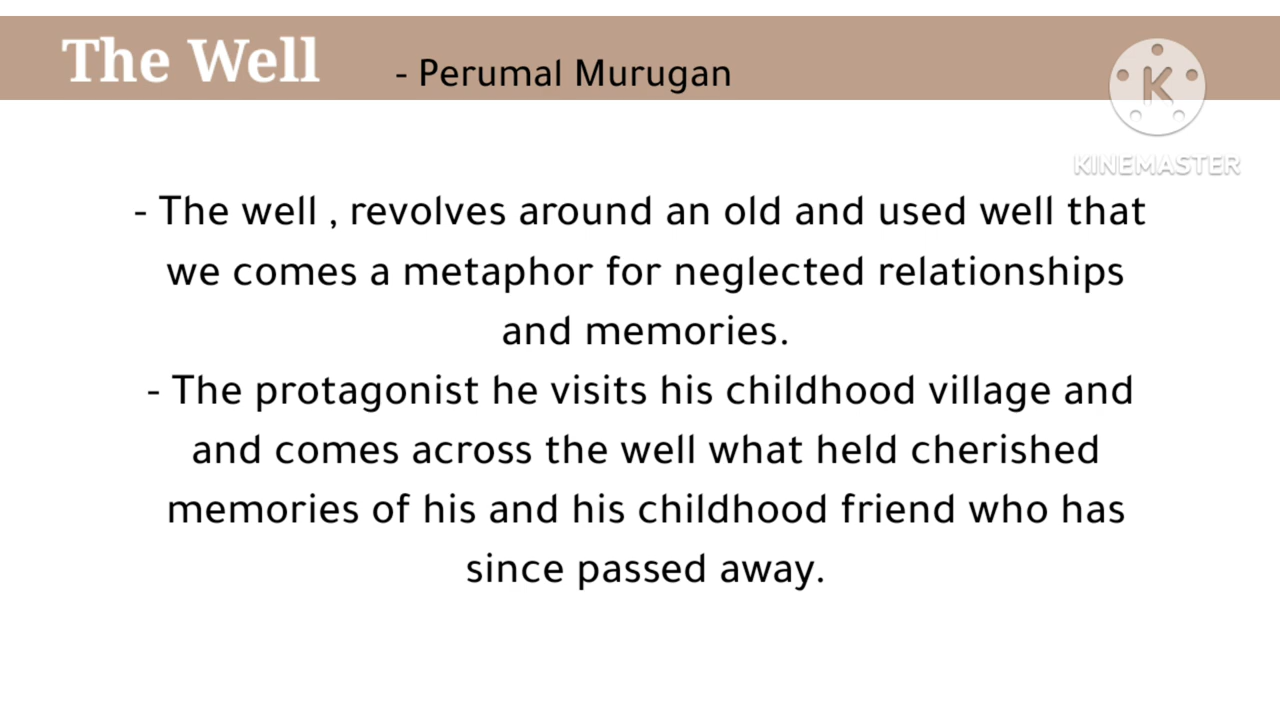 The Well - Perumal Murugan
K
KINEMASTER
- The well , revolves around an old and used well that
we comes a metaphor for neglected relationships
and memories.
- The protagonist he visits his childhood village and
and comes across the well what held cherished
memories of his and his childhood friend who has
since passed away.